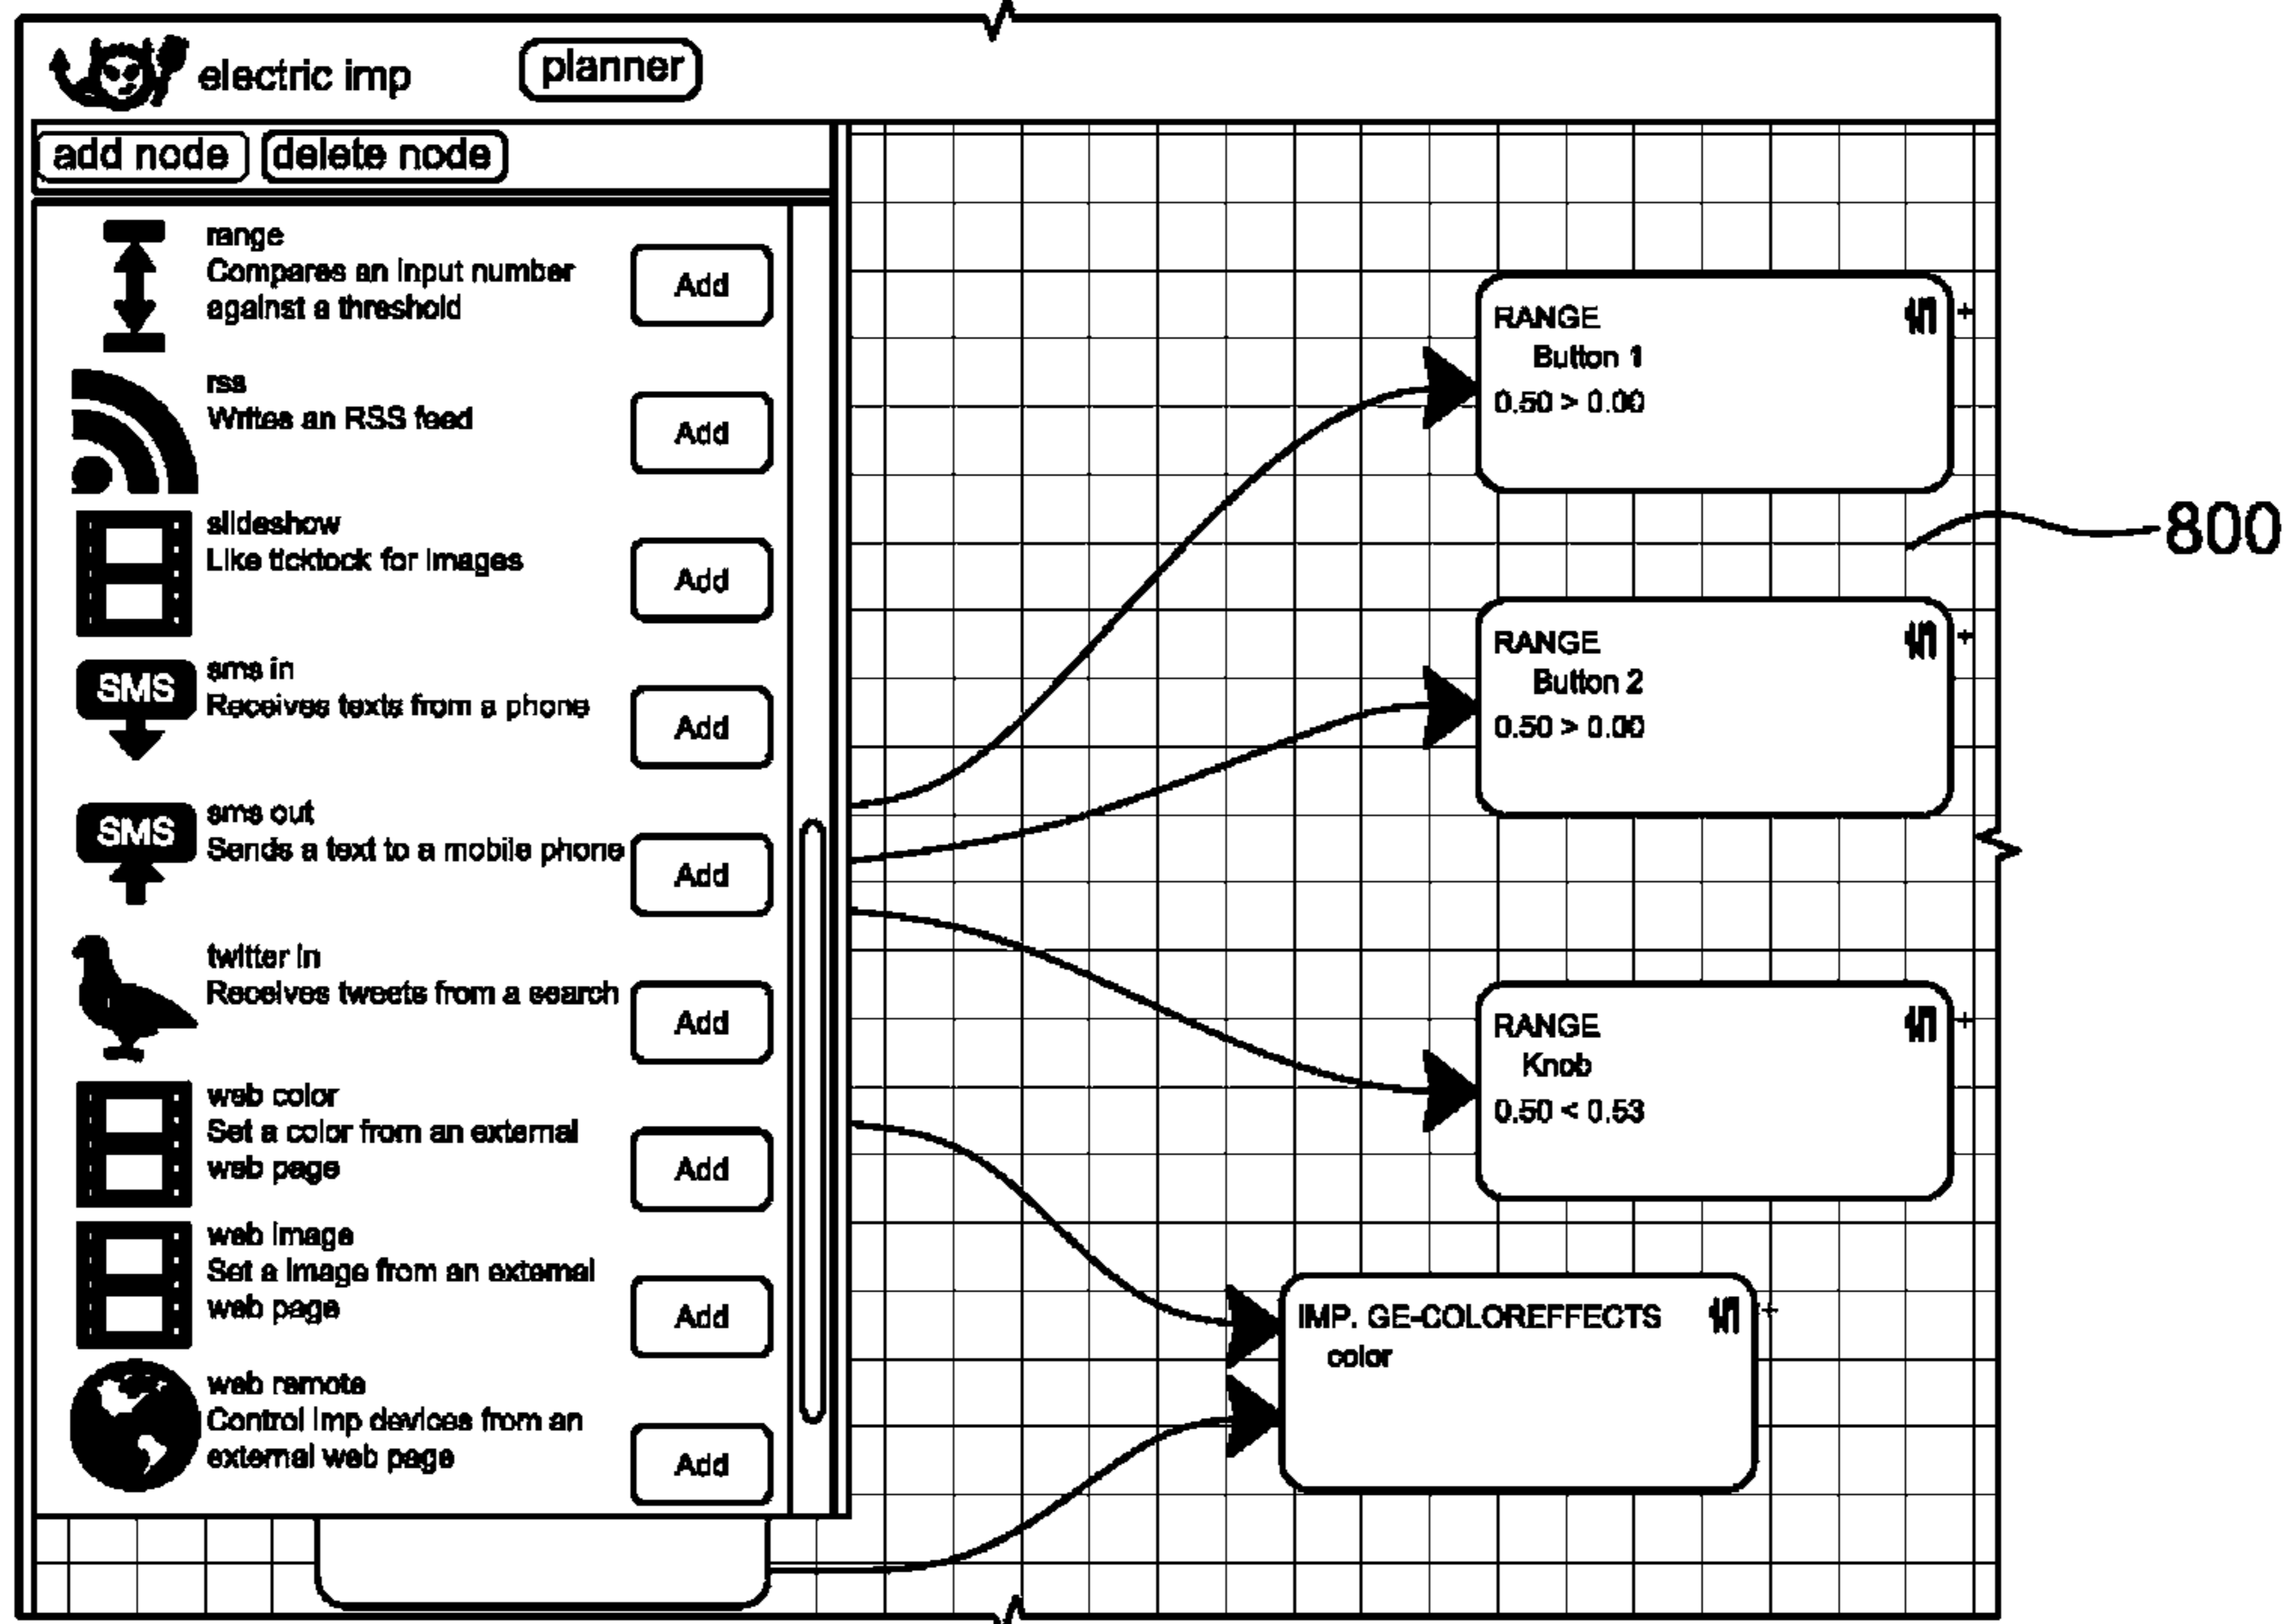 electric imp
planner
add node
delete node
range
Compares an input number
against a threshold
Add
rss
Writes an RSS feed
Add
slideshow
Like ticktock for images
Add
SMS
sms in
Receives texts from a phone
Add
SMS
sms out
Sends a text to a mobile phone
Add
twitter in
Receives tweets from a search
Add
web color
Set a color from an external
web page
Add
web image
Set a image from an external
web page
Add
web remote
Control imp devices from an
external web page
Add
RANGE
Button 1
0.50 > 0.00
800
RANGE
Button 2
0.50 > 0.00
RANGE
Knob
0.50 < 0.53
IMP. GE-COLOREFFECTS
color